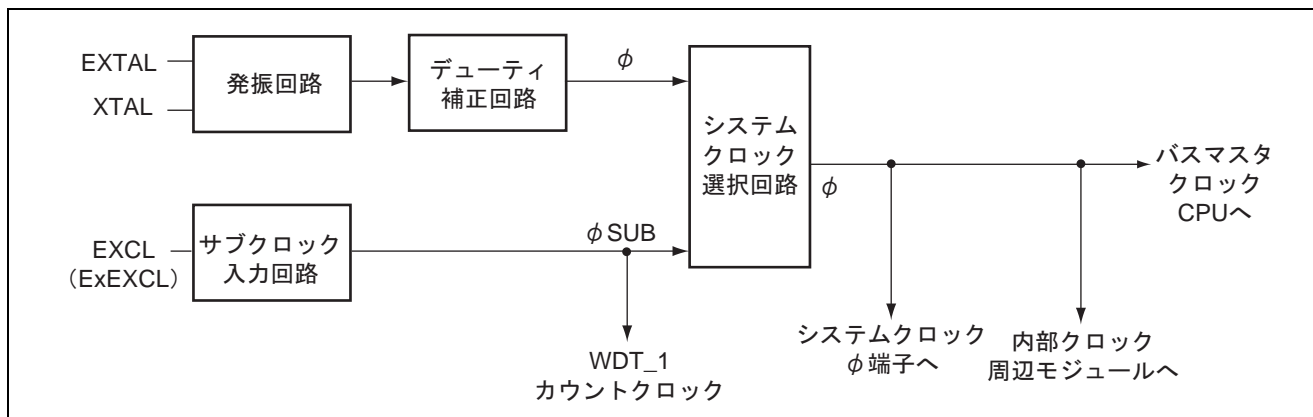 EXTAL
XTAL
発振回路
デューティ
補正回路
φ
システム
クロック
選択回路
φ
バスマスタ
クロック
CPUへ
EXCL
（ExEXCL）
サブクロック
入力回路
φSUB
WDT_1
カウントクロック
システムクロック
φ端子へ
内部クロック
周辺モジュールへ